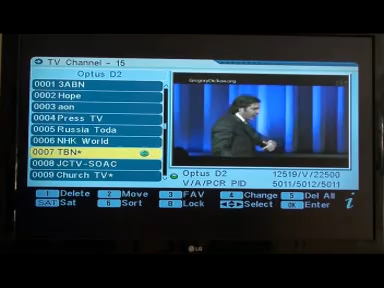 TV Channel - 15
Optus D2
0001 3ABN
0002 Hope
0003 aon
0004 Press TV
0005 Russia Toda
0006 NHK World
0007 TBN*
0008 JCTV-SOAC
0009 Church TV*
GregoryDickow.org
Optus D2 12519/V/22500
V/A/PCR PID 5011/5012/5011
1 Delete 2 Move 3 FAV 4 Change 5 Del All
SAT Sat 6 Sort 8 Lock Select OK Enter i
LG